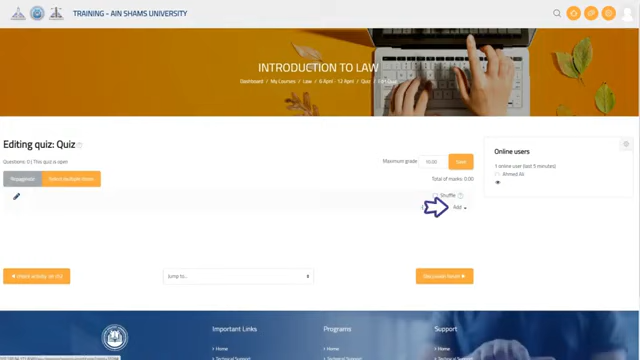 TRAINING - AIN SHAMS UNIVERSITY
INTRODUCTION TO LAW
Dashboard / My Courses / Law / 6 April - 12 April / Quiz /
Editing quiz: Quiz
Questions: 0 | This quiz is open
Maximum grade 10.00 Save
Repaginate Select multiple items
Total of marks: 0.00
Shuffle
Add
Jump to...
Online users
1 online user (last 5 minutes)
Ahmed Ali
Important Links
Programs
Support
Home
Home
Home
Technical Support
Technical Support